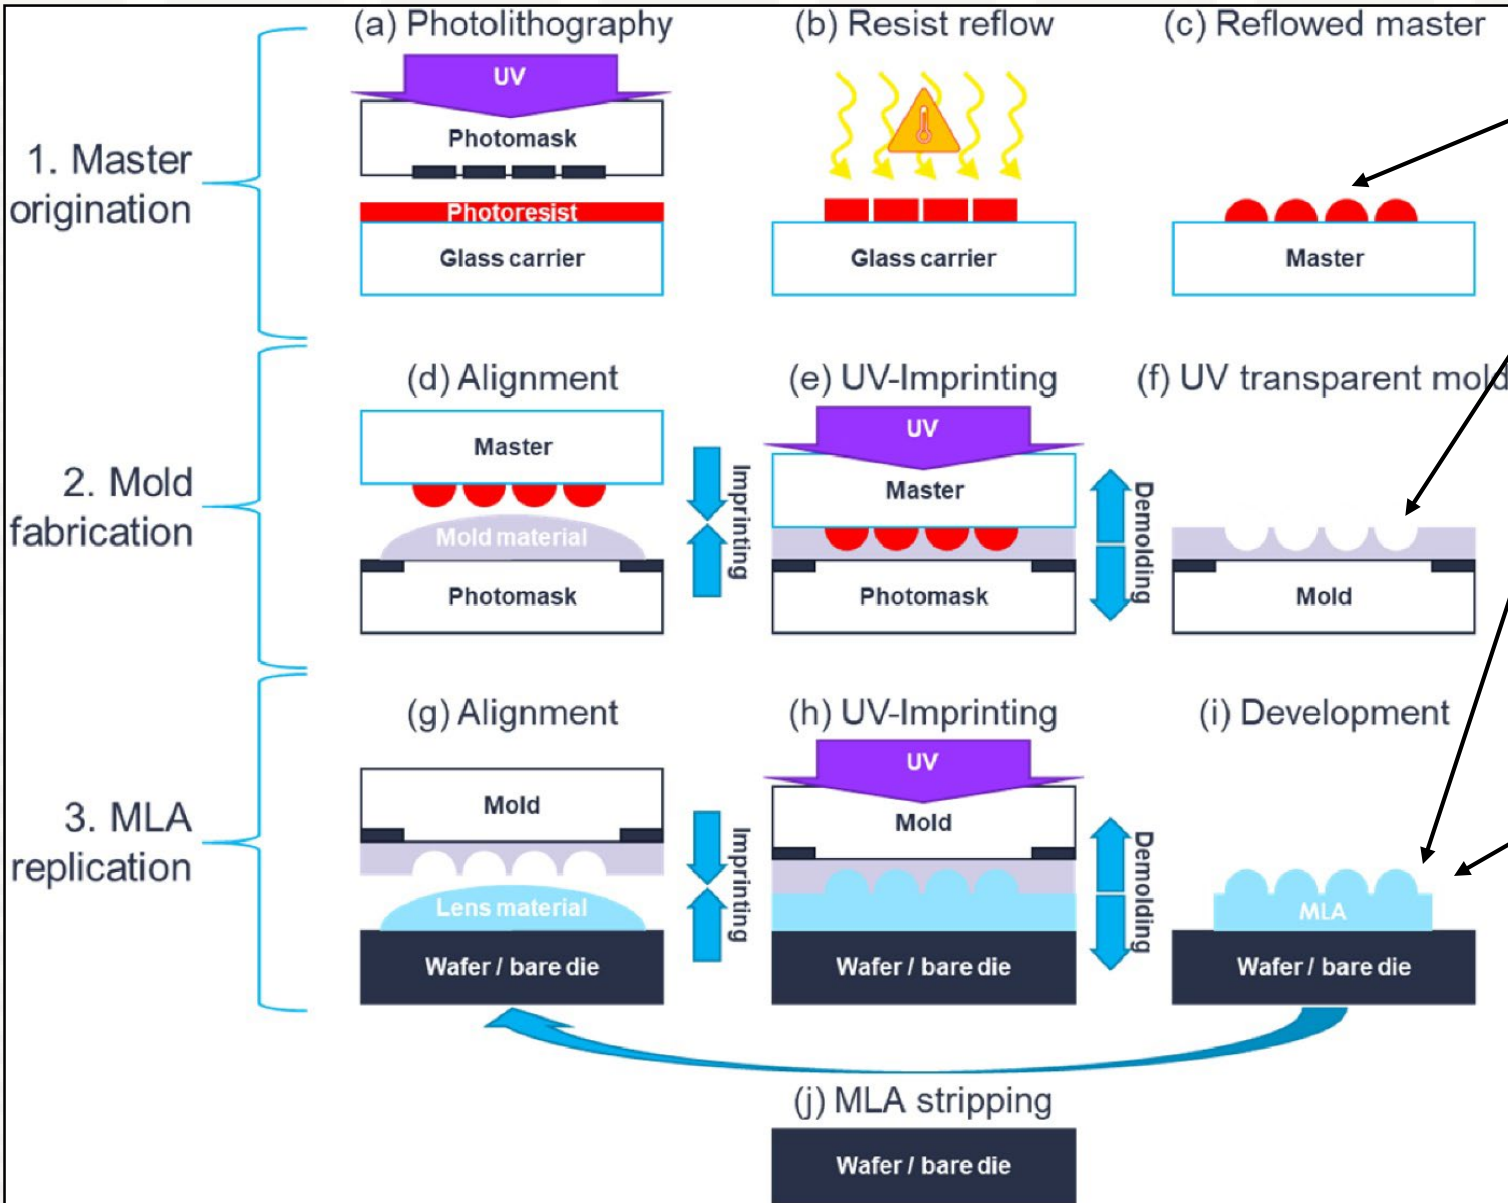 (a) Photolithography
(b) Resist reflow
(c) Reflowed master
1. Master
origination
UV
Photomask
Photoresist
Glass carrier
Glass carrier
Master
(d) Alignment
(e) UV-Imprinting
(f) UV transparent mold
2. Mold
fabrication
Master
Mold material
Photomask
Imprinting
UV
Master
Photomask
Demolding
Mold
(g) Alignment
(h) UV-Imprinting
(i) Development
3. MLA
replication
Mold
Lens material
Wafer / bare die
Imprinting
UV
Mold
Wafer / bare die
Demolding
MLA
Wafer / bare die
(j) MLA stripping
Wafer / bare die